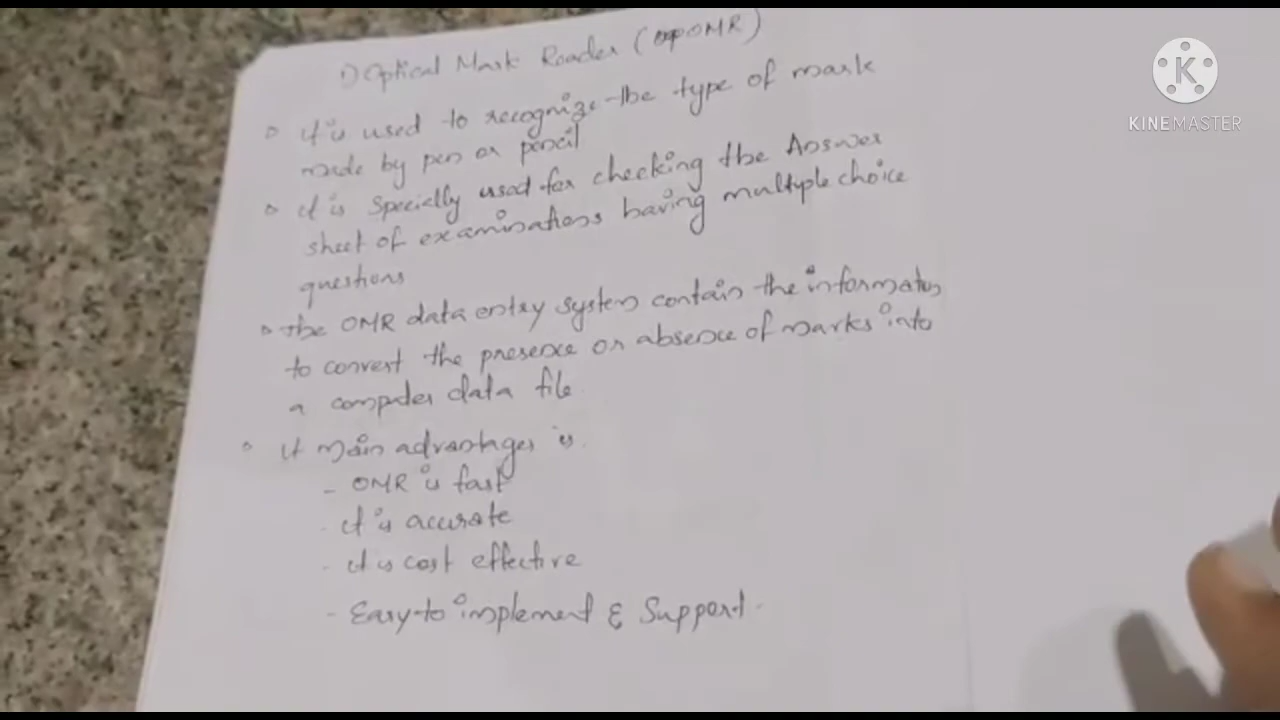 1) Optical Mark Reader (OMR)
it is used to recognize the type of mark
made by pen or pencil
it is specially used for checking the Answer
sheet of examinations having multiple choice
questions
The OMR data entry system contain the information
to convert the presence or absence of marks into
a computer data file
it main advantages is
- OMR is fast
- it is accurate
- it is cost effective
- Easy to implement & Support.
K
KINEMASTER